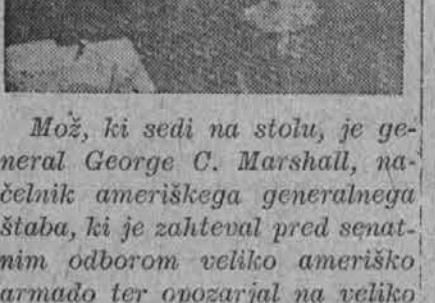 Mož, ki sedi na stolu, je ge-
neral George C. Marshall, na-
čelnik ameriškega generalnega
štaba, ki je zahteval pred senat-
nim odborom veliko ameriško
armado ter opozarjal na veliko